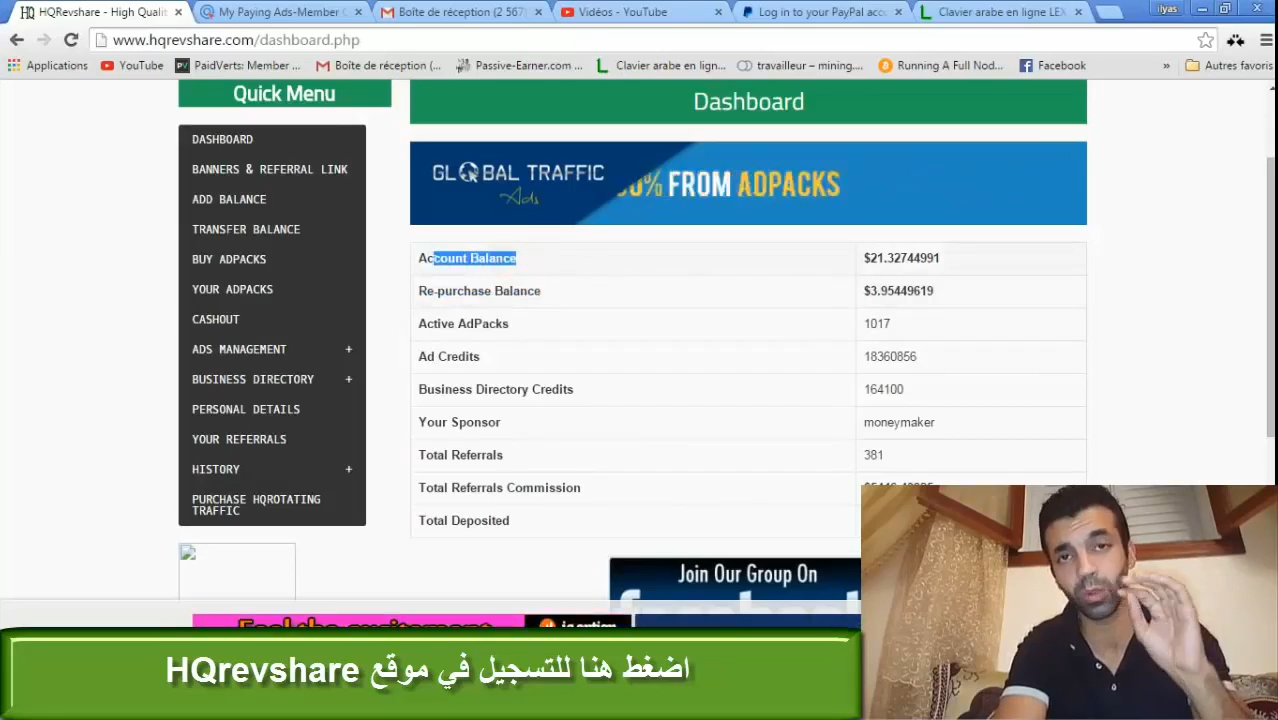 HQRevshare - High Qualit
My Paying Ads-Member C
Boîte de réception (2 567)
Vidéos - YouTube
Log in to your PayPal acc
Clavier arabe en ligne LEX
ilyas
www.hqrevshare.com/dashboard.php
Applications
YouTube
PaidVerts: Member ...
Boîte de réception (...
Passive-Earner.com ...
Clavier arabe en lign...
travailleur – mining....
Running A Full Nod...
Facebook
»
Autres favoris
Quick Menu
DASHBOARD
BANNERS & REFERRAL LINK
ADD BALANCE
TRANSFER BALANCE
BUY ADPACKS
YOUR ADPACKS
CASHOUT
ADS MANAGEMENT +
BUSINESS DIRECTORY +
PERSONAL DETAILS
YOUR REFERRALS
HISTORY +
PURCHASE HQROTATING
TRAFFIC
Dashboard
GLOBAL TRAFFIC
Ads
% FROM ADPACKS
Account Balance $21.32744991
Re-purchase Balance $3.95449619
Active AdPacks 1017
Ad Credits 18360856
Business Directory Credits 164100
Your Sponsor moneymaker
Total Referrals 381
Total Referrals Commission
Total Deposited
Join Our Group On
اضغط هنا للتسجيل في موقع HQrevshare